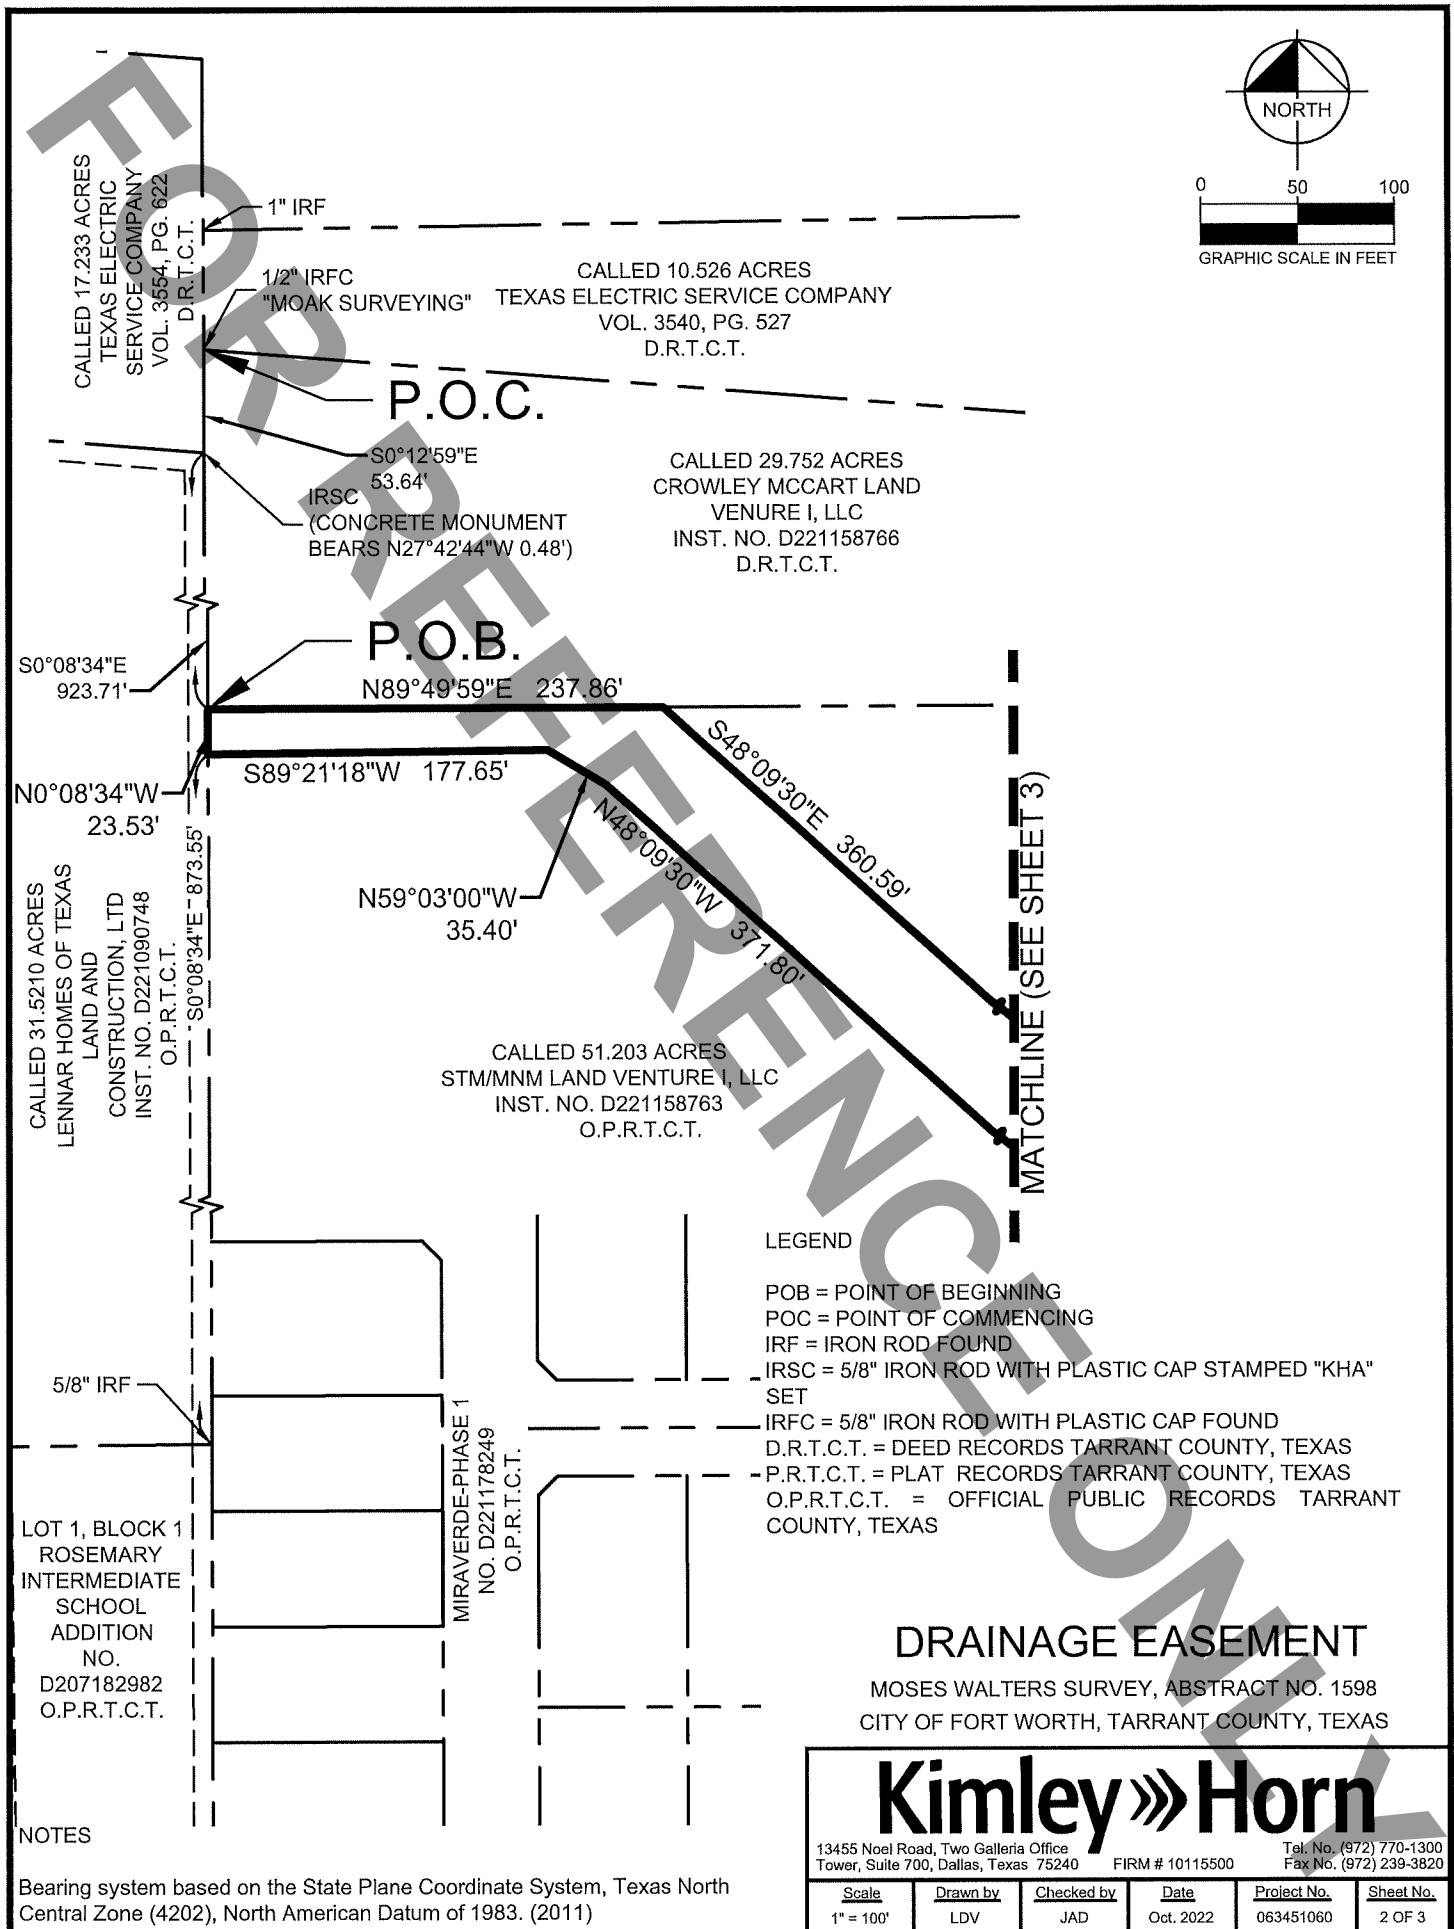 NORTH
0 50 100
GRAPHIC SCALE IN FEET
CALLED 17.233 ACRES
TEXAS ELECTRIC
SERVICE COMPANY
VOL. 3554, PG. 622
D.R.T.C.T.
1" IRF
1/2" IRFC
"MOAK SURVEYING"
CALLED 10.526 ACRES
TEXAS ELECTRIC SERVICE COMPANY
VOL. 3540, PG. 527
D.R.T.C.T.
P.O.C.
S0°12'59"E
53.64'
IRSC
(CONCRETE MONUMENT
BEARS N27°42'44"W 0.48')
CALLED 29.752 ACRES
CROWLEY MCCART LAND
VENURE I, LLC
INST. NO. D221158766
D.R.T.C.T.
P.O.B.
S0°08'34"E
923.71'
N89°49'59"E 237.86'
S48°09'30"E 360.59'
S89°21'18"W 177.65'
N0°08'34"W
23.53'
N48°09'30"W 371.80'
N59°03'00"W
35.40'
MATCHLINE (SEE SHEET 3)
S0°08'34"E 873.55'
CALLED 31.5210 ACRES
LENNAR HOMES OF TEXAS
LAND AND
CONSTRUCTION, LTD
INST. NO. D221090748
O.P.R.T.C.T.
CALLED 51.203 ACRES
STM/MNM LAND VENTURE I, LLC
INST. NO. D221158763
O.P.R.T.C.T.
LEGEND
POB = POINT OF BEGINNING
POC = POINT OF COMMENCING
IRF = IRON ROD FOUND
IRSC = 5/8" IRON ROD WITH PLASTIC CAP STAMPED "KHA"
SET
IRFC = 5/8" IRON ROD WITH PLASTIC CAP FOUND
D.R.T.C.T. = DEED RECORDS TARRANT COUNTY, TEXAS
P.R.T.C.T. = PLAT RECORDS TARRANT COUNTY, TEXAS
O.P.R.T.C.T. = OFFICIAL PUBLIC RECORDS TARRANT
COUNTY, TEXAS
5/8" IRF
MIRAVERDE-PHASE 1
NO. D221178249
O.P.R.T.C.T.
LOT 1, BLOCK 1
ROSEMARY
INTERMEDIATE
SCHOOL
ADDITION
NO.
D207182982
O.P.R.T.C.T.
DRAINAGE EASEMENT
MOSES WALTERS SURVEY, ABSTRACT NO. 1598
CITY OF FORT WORTH, TARRANT COUNTY, TEXAS
NOTES
Bearing system based on the State Plane Coordinate System, Texas North
Central Zone (4202), North American Datum of 1983. (2011)
Kimley»Horn
13455 Noel Road, Two Galleria Office
Tower, Suite 700, Dallas, Texas 75240
FIRM # 10115500
Tel. No. (972) 770-1300
Fax No. (972) 239-3820
Scale Drawn by Checked by Date Project No. Sheet No.
1" = 100' LDV JAD Oct. 2022 063451060 2 OF 3
FOR REFERENCE ONLY